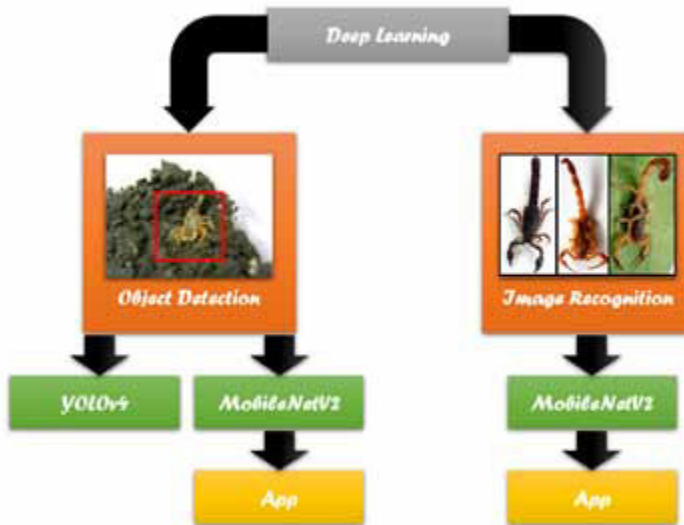 Deep Learning
Object Detection
Image Recognition
YOLOv4
MobileNetV2
MobileNetV2
App
App